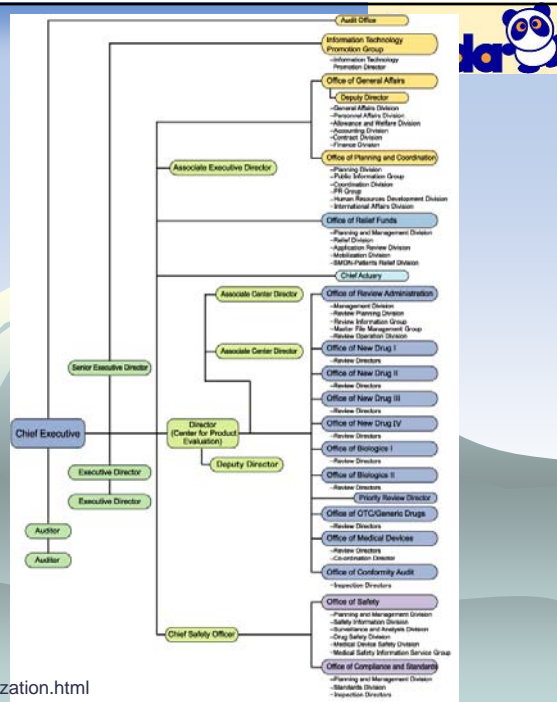 Audit Office
Information Technology
Promotion Group
–Information Technology
Promotion Director
Office of General Affairs
Deputy Director
–General Affairs Division
–Personnel Affairs Division
–Allowance and Welfare Division
–Accounting Division
–Contract Division
–Finance Division
Office of Planning and Coordination
–Planning Division
–Public Information Group
–Coordination Division
–PR Group
–Human Resources Development Division
–International Affairs Division
Associate Executive Director
Office of Relief Funds
–Planning and Management Division
–Relief Division
–Application Review Division
–Mobilization Division
–SMON-Patients Relief Division
Chief Actuary
Associate Center Director
Office of Review Administration
–Management Division
–Review Planning Division
–Review Information Group
–Master File Management Group
–Review Operation Division
Associate Center Director
Office of New Drug I
–Review Directors
Senior Executive Director
Office of New Drug II
–Review Directors
Office of New Drug III
–Review Directors
Chief Executive
Director
(Center for Product
Evaluation)
Office of New Drug IV
–Review Directors
Office of Biologics I
–Review Directors
Deputy Director
Executive Director
Office of Biologics II
–Review Directors
Priority Review Director
Executive Director
Office of OTC/Generic Drugs
–Review Directors
Auditor
Office of Medical Devices
–Review Directors
–Co-ordination Director
Auditor
Office of Conformity Audit
–Inspection Directors
Chief Safety Officer
Office of Safety
–Planning and Management Division
–Safety Information Division
–Surveillance and Analysis Division
–Drug Safety Division
–Medical Device Safety Division
–Medical Safety Information Service Group
Office of Compliance and Standards
–Planning and Management Division
–Standards Division
–Inspection Directors
zation.html